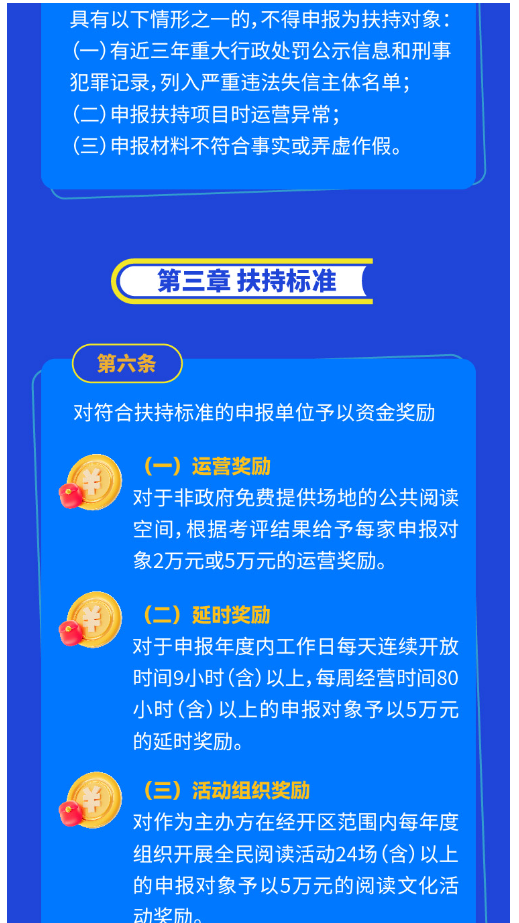 具有以下情形之一的，不得申报为扶持对象：
（一）有近三年重大行政处罚公示信息和刑事
犯罪记录，列入严重违法失信主体名单；
（二）申报扶持项目时运营异常；
（三）申报材料不符合事实或弄虚作假。
第三章 扶持标准
第六条
对符合扶持标准的申报单位予以资金奖励
（一）运营奖励
对于非政府免费提供场地的公共阅读
空间，根据考评结果给予每家申报对
象2万元或5万元的运营奖励。
（二）延时奖励
对于申报年度内工作日每天连续开放
时间9小时（含）以上，每周经营时间80
小时（含）以上的申报对象予以5万元
的延时奖励。
（三）活动组织奖励
对作为主办方在经开区范围内每年度
组织开展全民阅读活动24场（含）以上
的申报对象予以5万元的阅读文化活
动奖励。